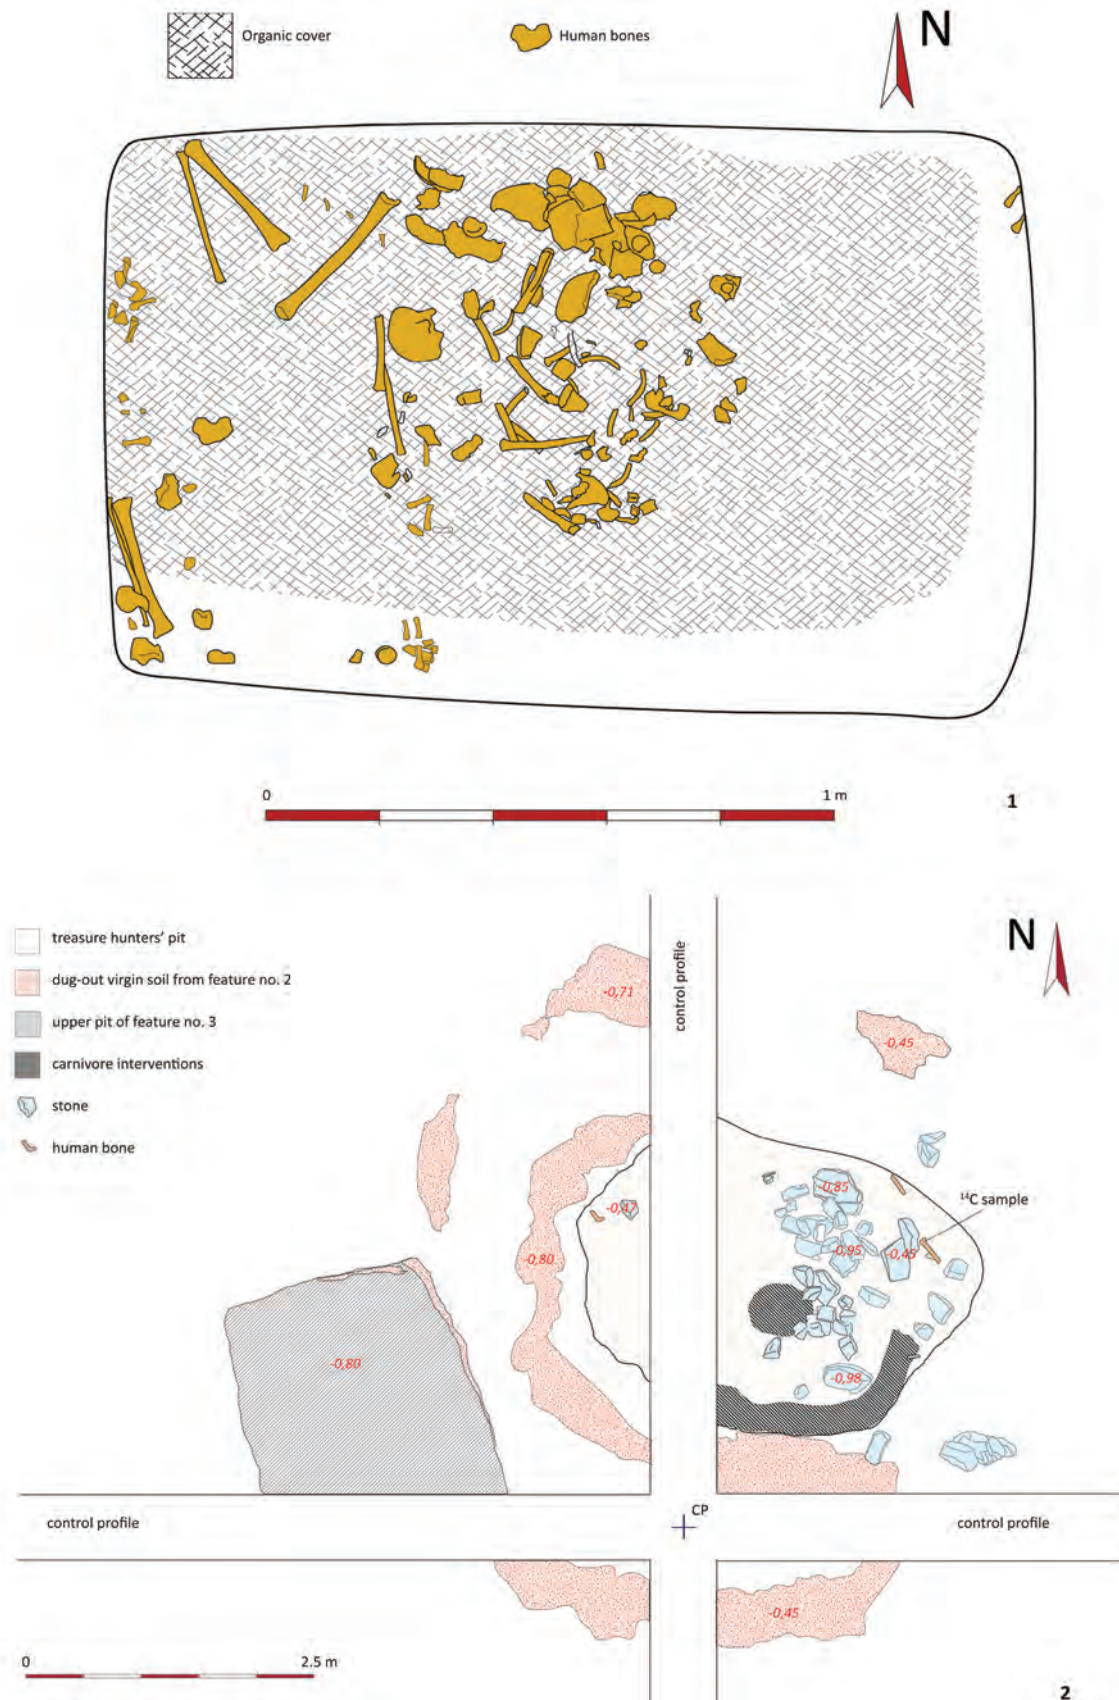 Organic cover
Human bones
N
0
1 m
1
treasure hunters' pit
dug-out virgin soil from feature no. 2
upper pit of feature no. 3
carnivore interventions
stone
human bone
control profile
N
-0,71
-0,45
-0,85
14C sample
-0,47
-0,80
-0,95
-0,45
-0,80
-0,98
control profile
CP
control profile
-0,45
0
2.5 m
2